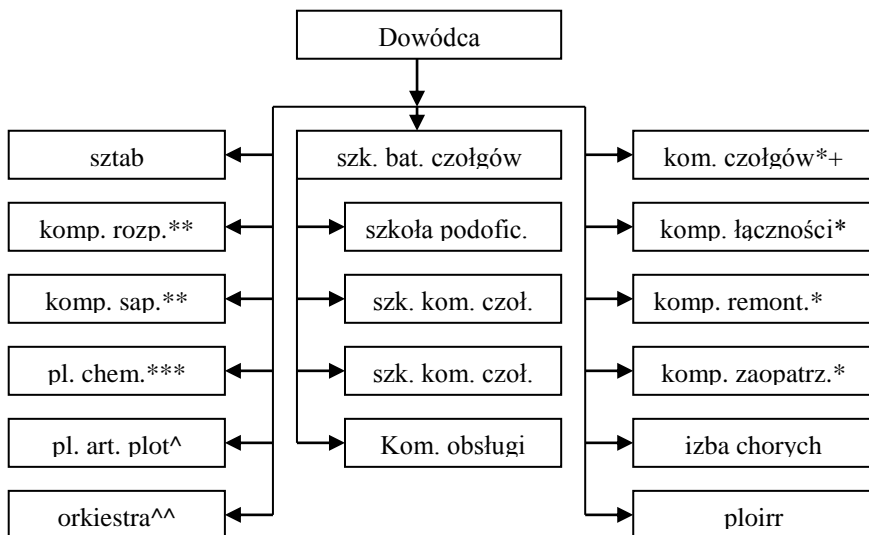 Dowódca
sztab
szk. bat. czołgów
kom. czołgów*+
komp. rozp.**
szkoła podofic.
komp. łączności*
komp. sap.**
szk. kom. czoł.
komp. remont.*
pl. chem.***
szk. kom. czoł.
komp. zaopatrz.*
pl. art. plot^
Kom. obsługi
izba chorych
orkiestra^^
ploirr